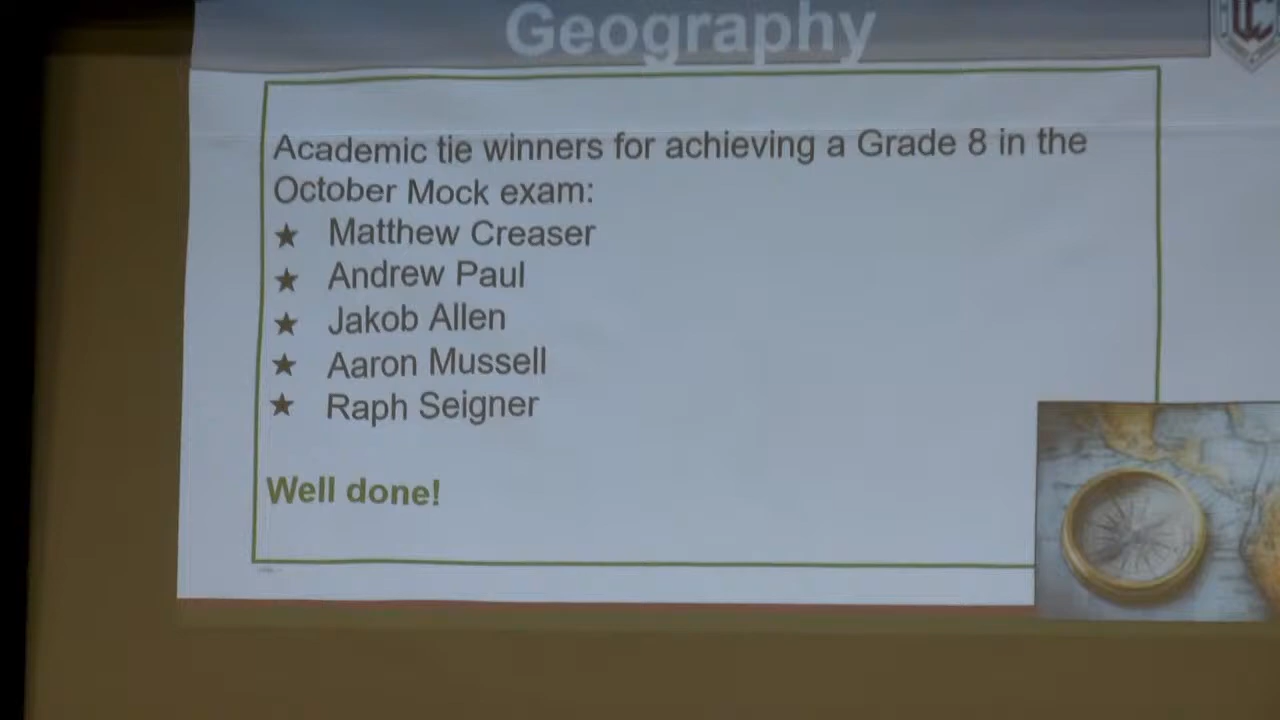 Geography
Academic tie winners for achieving a Grade 8 in the
October Mock exam:
★ Matthew Creaser
★ Andrew Paul
★ Jakob Allen
★ Aaron Mussell
★ Raph Seigner
Well done!